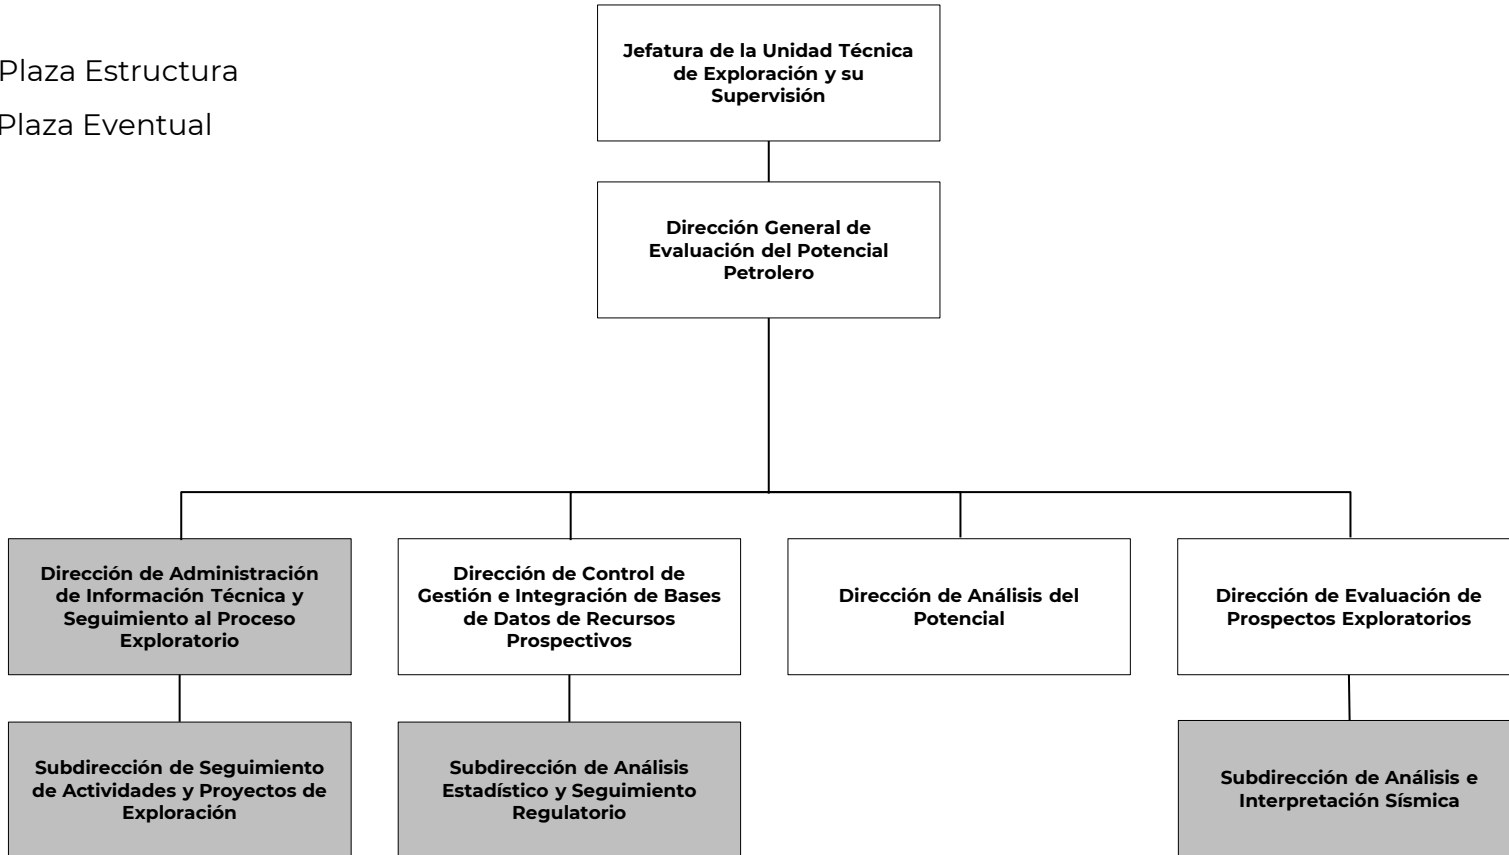 Plaza Estructura
Plaza Eventual
Jefatura de la Unidad Técnica
de Exploración y su
Supervisión
Dirección General de
Evaluación del Potencial
Petrolero
Dirección de Administración
de Información Técnica y
Seguimiento al Proceso
Exploratorio
Dirección de Control de
Gestión e Integración de Bases
de Datos de Recursos
Prospectivos
Dirección de Análisis del
Potencial
Dirección de Evaluación de
Prospectos Exploratorios
Subdirección de Seguimiento
de Actividades y Proyectos de
Exploración
Subdirección de Análisis
Estadístico y Seguimiento
Regulatorio
Subdirección de Análisis e
Interpretación Sísmica